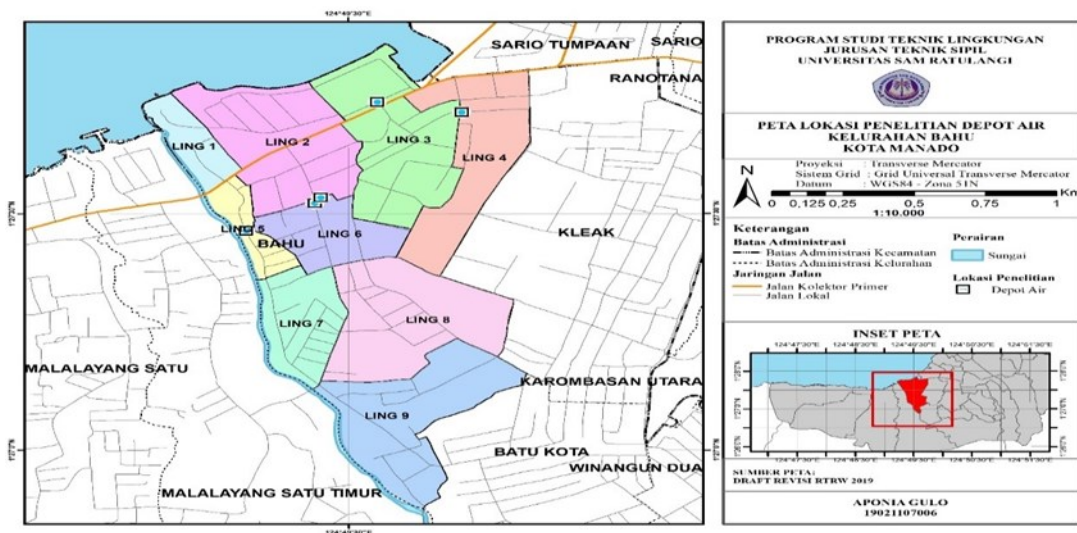 124°49'30"E
SARIO TUMPAAN
SARIO
RANOTANA
LING 1
LING 2
LING 3
LING 4
LING 5
BAHU
LING 6
KLEAK
LING 7
LING 8
MALALAYANG SATU
KAROMBASAN UTARA
LING 9
BATU KOTA
WINANGUN DUA
MALALAYANG SATU TIMUR
124°49'30"E
PROGRAM STUDI TEKNIK LINGKUNGAN
JURUSAN TEKNIK SIPIL
UNIVERSITAS SAM RATULANGI
PETA LOKASI PENELITIAN DEPOT AIR
KELURAHAN BAHU
KOTA MANADO
N
Proyeksi : Transverse Mercator
Sistem Grid : Grid Universal Transverse Mercator
Datum : WGS84 - Zona 51N
0 0,125 0,25 0,5 0,75 1 Km
1:10.000
Keterangan
Batas Administrasi
Batas Administrasi Kecamatan
Batas Administrasi Kelurahan
Jaringan Jalan
Jalan Kolektor Primer
Jalan Lokal
Perairan
Sungai
Lokasi Penelitian
Depot Air
INSET PETA
SUMBER PETA:
DRAFT REVISI RTRW 2019
APONIA GULO
19021107006